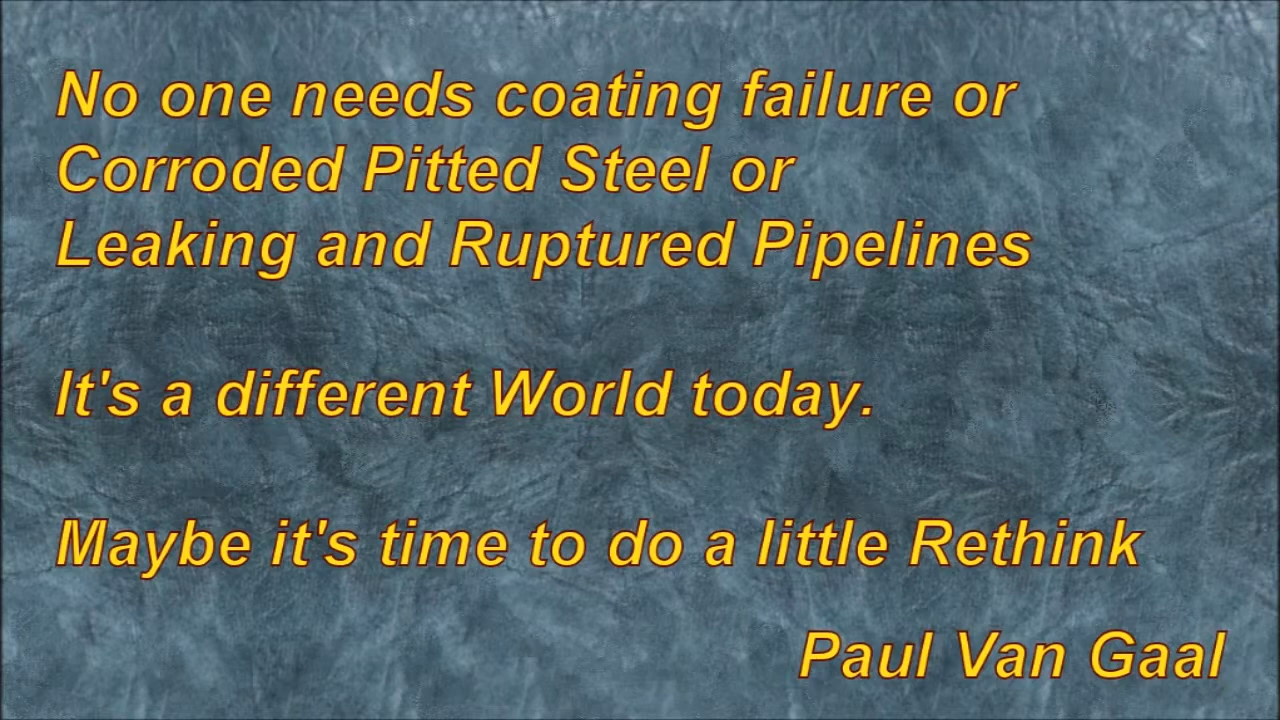 No one needs coating failure or
Corroded Pitted Steel or
Leaking and Ruptured Pipelines
It's a different World today.
Maybe it's time to do a little Rethink
Paul Van Gaal